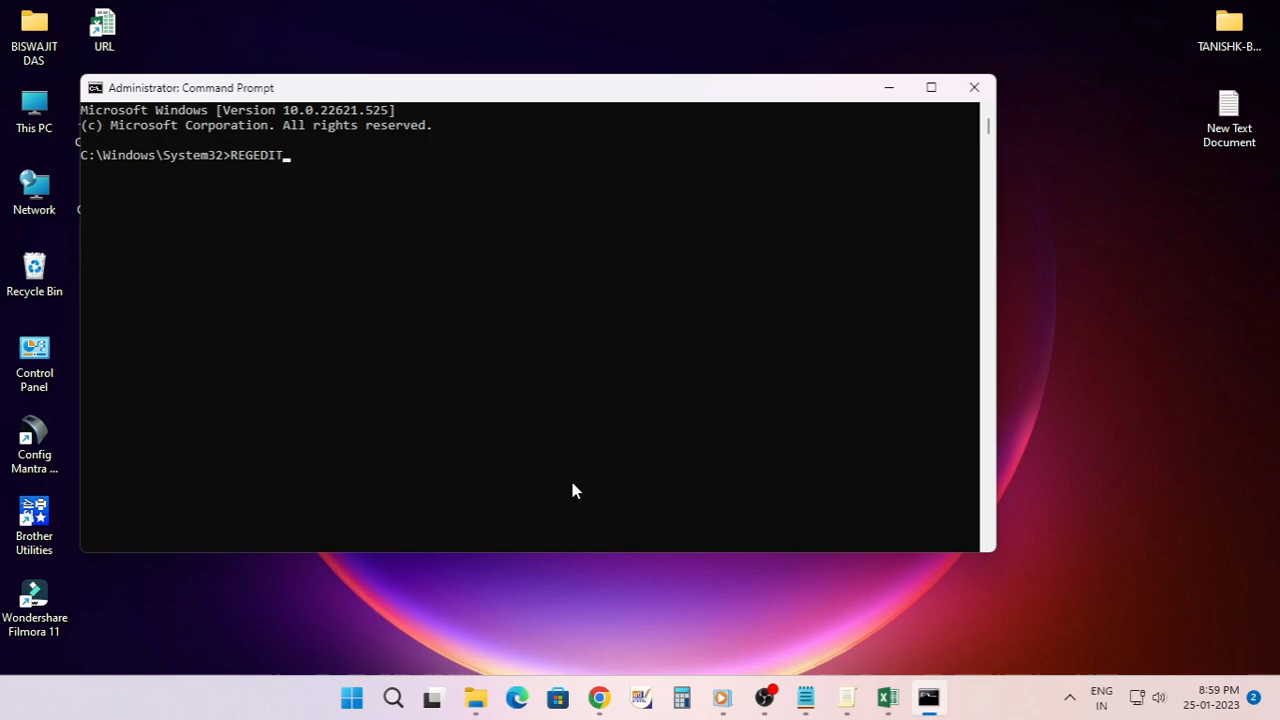 BISWAJIT
DAS
URL
TANISHK-B...
Administrator: Command Prompt
Microsoft Windows [Version 10.0.22621.525]
(c) Microsoft Corporation. All rights reserved.
C:\Windows\System32>REGEDIT_
This PC
New Text
Document
Network
Recycle Bin
Control
Panel
Config
Mantra ...
Brother
Utilities
Wondershare
Filmora 11
ENG
IN
8:59 PM
25-01-2023
2